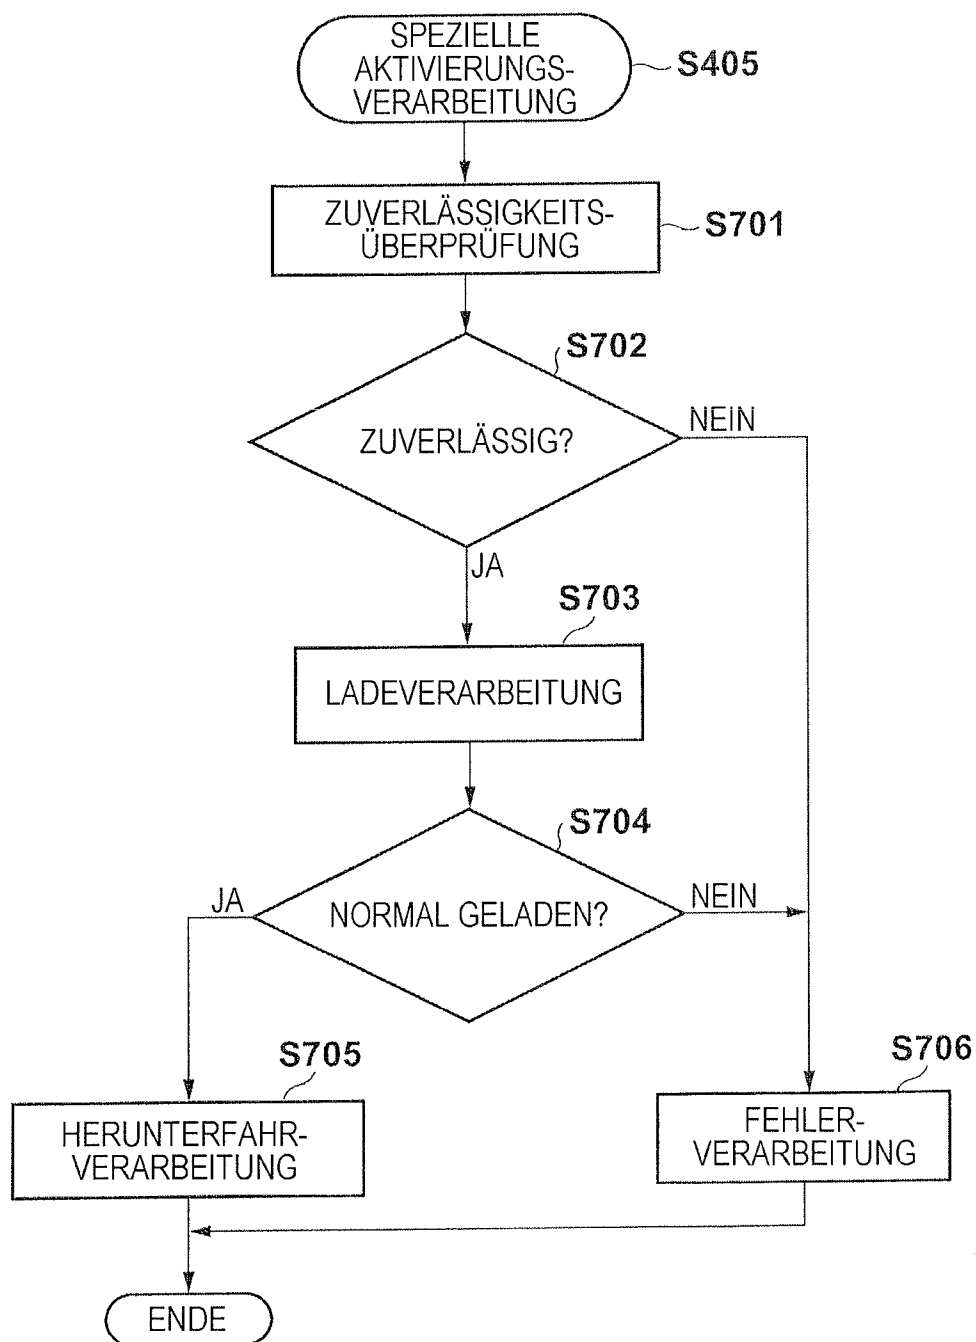 SPEZIELLE
AKTIVIERUNGS-
VERARBEITUNG
S405
ZUVERLÄSSIGKEITS-
ÜBERPRÜFUNG
S701
S702
ZUVERLÄSSIG?
NEIN
JA
S703
LADEVERARBEITUNG
S704
NORMAL GELADEN?
JA
NEIN
S705
HERUNTERFAHR-
VERARBEITUNG
S706
FEHLER-
VERARBEITUNG
ENDE